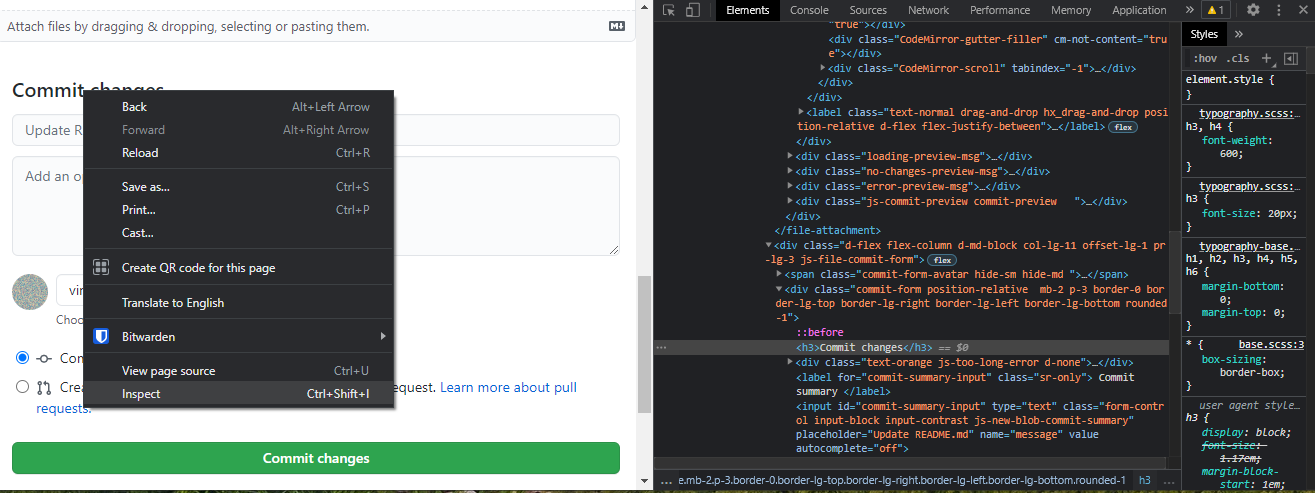 Attach files by dragging & dropping, selecting or pasting them.
Commit changes
Update R
Add an op
vir
Choo
Com
Crea
equest. Learn more about pull
requests.
Commit changes
Back Alt+Left Arrow
Forward Alt+Right Arrow
Reload Ctrl+R
Save as... Ctrl+S
Print... Ctrl+P
Cast...
Create QR code for this page
Translate to English
Bitwarden
View page source Ctrl+U
Inspect Ctrl+Shift+I
Elements Console Sources Network Performance Memory Application » 1
"true"></div>
<div class="CodeMirror-gutter-filler" cm-not-content="tru
e"></div>
<div class="CodeMirror-scroll" tabindex="-1">…</div>
</div>
</div>
<label class="text-normal drag-and-drop hx_drag-and-drop posi
tion-relative d-flex flex-justify-between">…</label> flex
</div>
<div class="loading-preview-msg">…</div>
<div class="no-changes-preview-msg">…</div>
<div class="error-preview-msg">…</div>
<div class="js-commit-preview commit-preview   ">…</div>
</div>
</file-attachment>
<div class="d-flex flex-column d-md-block col-lg-11 offset-lg-1 pr
-lg-3 js-file-commit-form"> flex
<span class="commit-form-avatar hide-sm hide-md ">…</span>
<div class="commit-form position-relative  mb-2 p-3 border-0 bor
der-lg-top border-lg-right border-lg-left border-lg-bottom rounded
-1">
::before
… <h3>Commit changes</h3> == $0
<div class="text-orange js-too-long-error d-none">…</div>
<label for="commit-summary-input" class="sr-only"> Commit
summary </label>
<input id="commit-summary-input" type="text" class="form-contr
ol input-block input-contrast js-new-blob-commit-summary"
placeholder="Update README.md" name="message" value
autocomplete="off">
… e.mb-2.p-3.border-0.border-lg-top.border-lg-right.border-lg-left.border-lg-bottom.rounded-1 h3 …
Styles »
:hov .cls +
element.style {
}
typography.scss:…
h3, h4 {
font-weight:
600;
}
typography.scss:…
h3 {
font-size: 20px;
}
typography-base.…
h1, h2, h3, h4, h5,
h6 {
margin-bottom:
0;
margin-top: 0;
}
* { base.scss:3
box-sizing:
border-box;
}
user agent style…
h3 {
display: block;
font-size:
1.17em;
margin-block-
start: 1em;